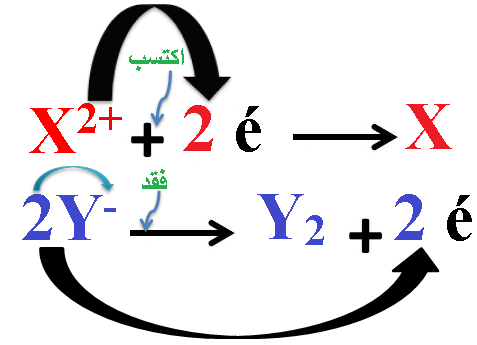 اكتسب
X²⁺ + 2 é → X
فقد
2Y⁻ → Y₂ + 2 é